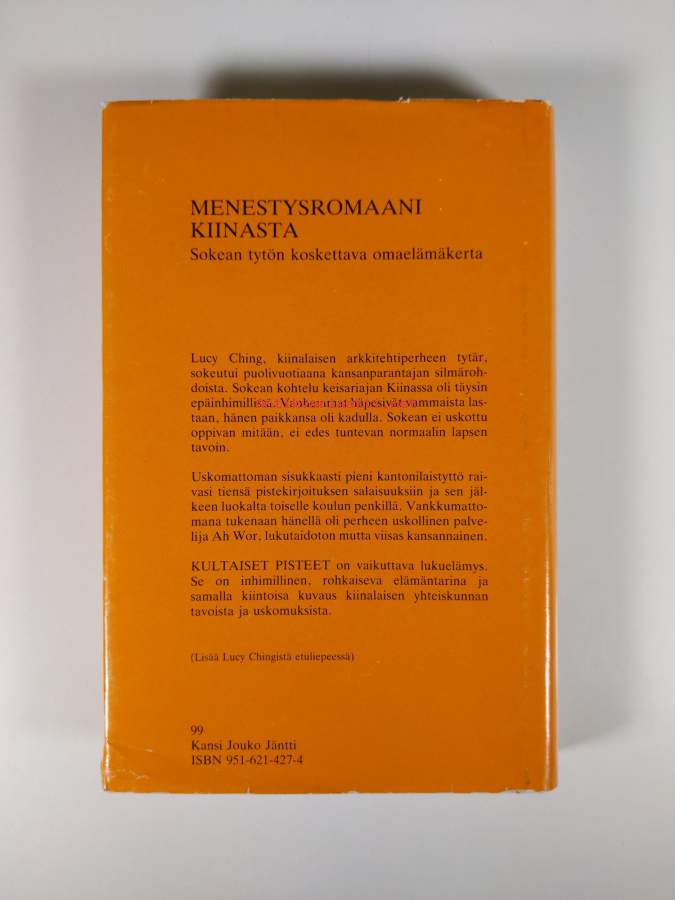 MENESTYSROMAANI
KIINASTA
Sokean tytön koskettava omaelämäkerta
Lucy Ching, kiinalaisen arkkitehtiperheen tytär,
sokeutui puolivuotiaana kansanparantajan silmäroh-
doista. Sokean kohtelu keisariajan Kiinassa oli täysin
epäinhimillistä. Vanhemmat häpesivät vammaista las-
taan, hänen paikkansa oli kadulla. Sokean ei uskottu
oppivan mitään, ei edes tuntevan normaalin lapsen
tavoin.
Uskomattoman sisukkaasti pieni kantonilaistyttö rai-
vasi tiensä pistekirjoituksen salaisuuksiin ja sen jäl-
keen luokalta toiselle koulun penkillä. Vankkumatto-
mana tukenaan hänellä oli perheen uskollinen palve-
lija Ah Wor, lukutaidoton mutta viisas kansannainen.
KULTAISET PISTEET on vaikuttava lukuelämys.
Se on inhimillinen, rohkaiseva elämäntarina ja
samalla kiintoisa kuvaus kiinalaisen yhteiskunnan
tavoista ja uskomuksista.
(Lisää Lucy Chingistä etuliepeessä)
99
Kansi Jouko Jäntti
ISBN 951-621-427-4